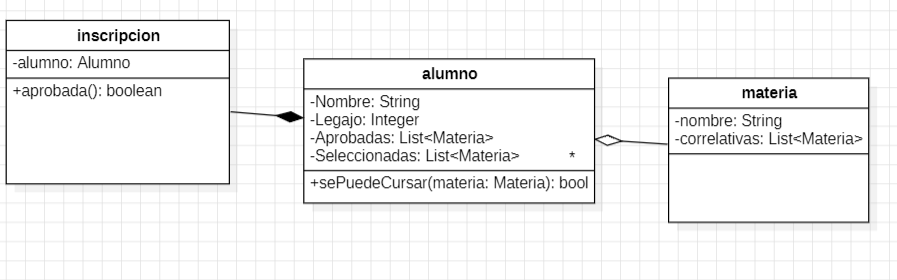 inscripcion
-alumno: Alumno
+aprobada(): boolean
alumno
-Nombre: String
-Legajo: Integer
-Aprobadas: List<Materia>
-Seleccionadas: List<Materia> *
+sePuedeCursar(materia: Materia): bool
materia
-nombre: String
-correlativas: List<Materia>